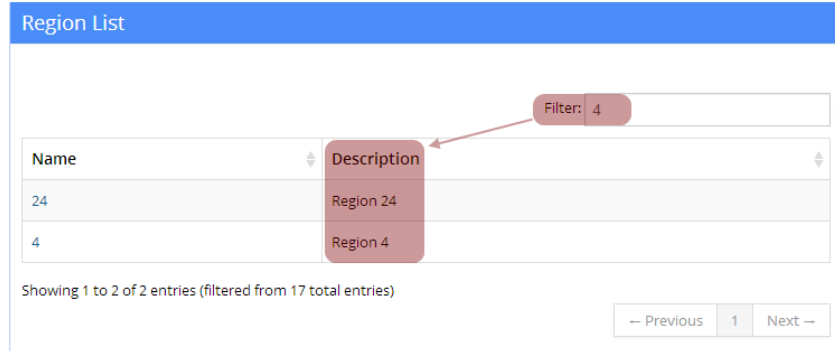 Region List
Filter: 4
Name Description
24 Region 24
4 Region 4
Showing 1 to 2 of 2 entries (filtered from 17 total entries)
← Previous 1 Next →